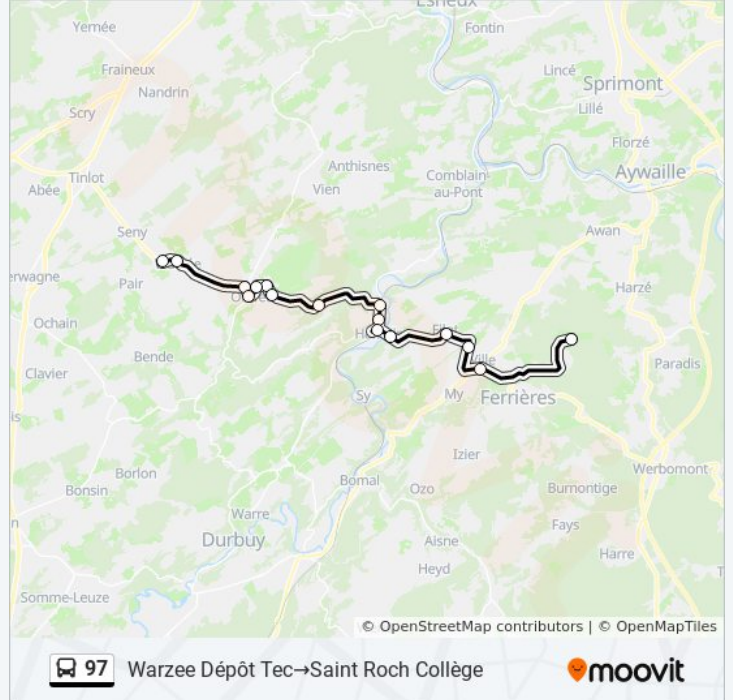 Esneux
Yernée
Fontin
Fraineux
Lincé
Sprimont
Nandrin
Lillé
Scry
Florzé
Anthisnes
Aywaille
Tinlot
Comblain
au-Pont
Abée
Vien
Seny
Awan
erwagne
Pair
Harzé
Ochain
Ville
Bende
Paradis
Clavier
Sy
My
Ferrières
is
Izier
Borlon
Werbomont
Bomal
Bonsin
Ozo
Burnontige
Warre
Fays
n
Durbuy
Aisne
Harre
Heyd
Somme-Leuze
© OpenStreetMap contributors | © OpenMapTiles
97 Warzee Dépôt Tec→Saint Roch Collège moovit